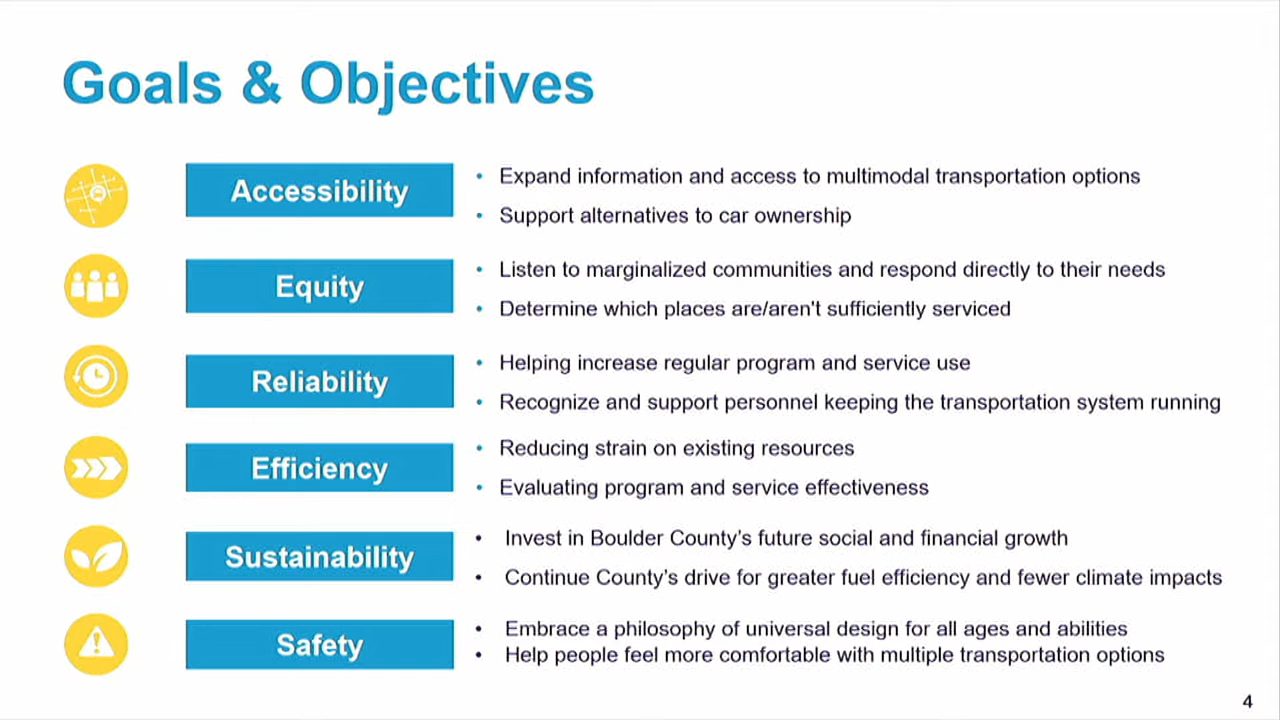 Goals & Objectives
Accessibility
• Expand information and access to multimodal transportation options
• Support alternatives to car ownership
Equity
• Listen to marginalized communities and respond directly to their needs
• Determine which places are/aren't sufficiently serviced
Reliability
• Helping increase regular program and service use
• Recognize and support personnel keeping the transportation system running
Efficiency
• Reducing strain on existing resources
• Evaluating program and service effectiveness
Sustainability
• Invest in Boulder County’s future social and financial growth
• Continue County’s drive for greater fuel efficiency and fewer climate impacts
Safety
• Embrace a philosophy of universal design for all ages and abilities
• Help people feel more comfortable with multiple transportation options
4